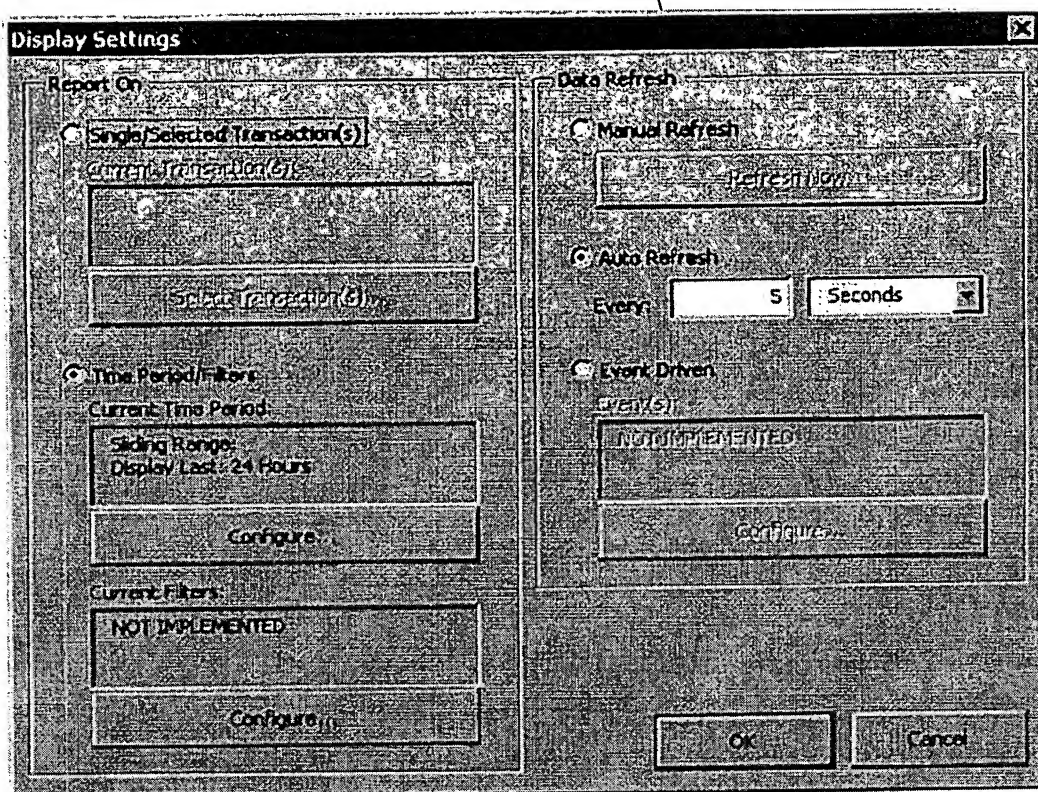 Display Settings
Report On
Single/Selected Transaction(s)
Current Transaction(s):
Select Transaction(s)...
Time Period/Filters
Current Time Period:
Sliding Range:
Display Last: 24 Hours
Configure...
Current Filters:
NOT IMPLEMENTED
Configure...
Data Refresh
Manual Refresh
Refresh Now...
Auto Refresh
Every: 5 Seconds
Event Driven
Event(s):
NOT IMPLEMENTED
Configure...
OK
Cancel